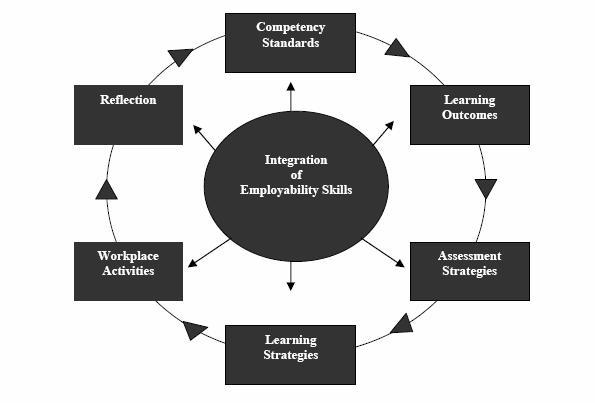 Competency
Standards
Reflection
Learning
Outcomes
Integration
of
Employability Skills
Workplace
Activities
Assessment
Strategies
Learning
Strategies